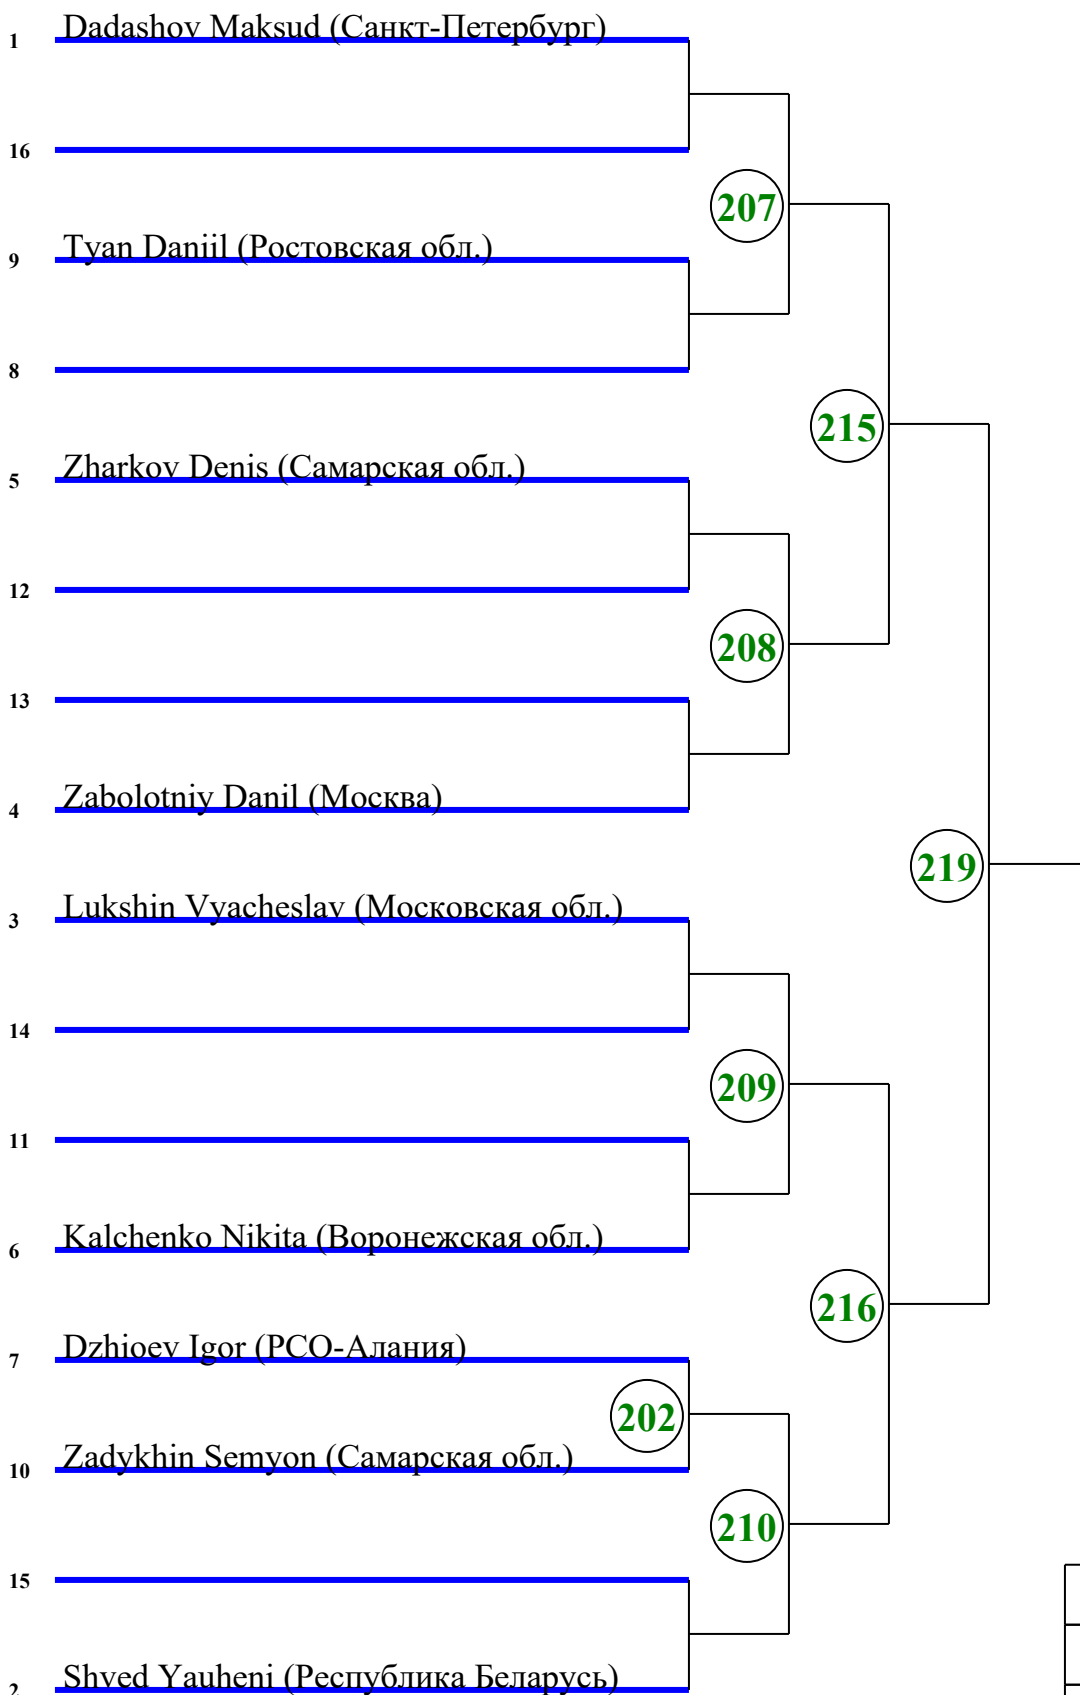 1 Dadashov Maksud (Санкт-Петербург)
16
207
9 Tyan Daniil (Ростовская обл.)
8
215
5 Zharkov Denis (Самарская обл.)
12
208
13
4 Zabolotniy Danil (Москва)
219
3 Lukshin Vyacheslav (Московская обл.)
14
209
11
6 Kalchenko Nikita (Воронежская обл.)
216
7 Dzhioev Igor (РСО-Алания)
202
10 Zadykhin Semyon (Самарская обл.)
210
15
2 Shved Yauheni (Республика Беларусь)